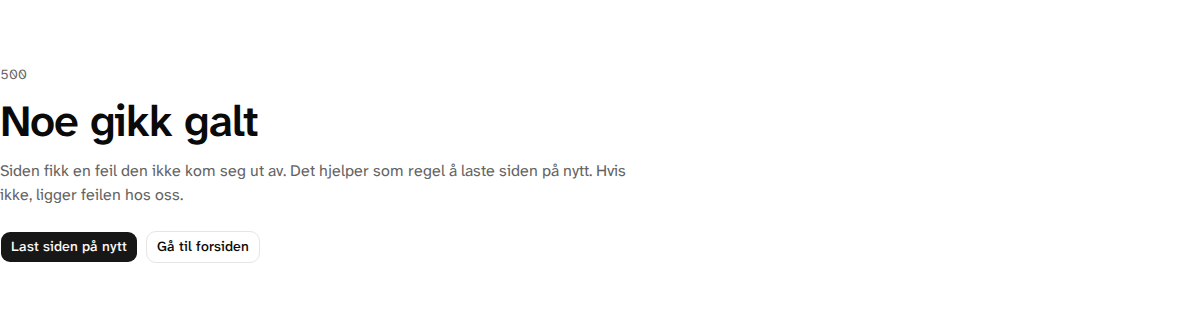 500
Noe gikk galt
Siden fikk en feil den ikke kom seg ut av. Det hjelper som regel å laste siden på nytt. Hvis
ikke, ligger feilen hos oss.
Last siden på nytt
Gå til forsiden